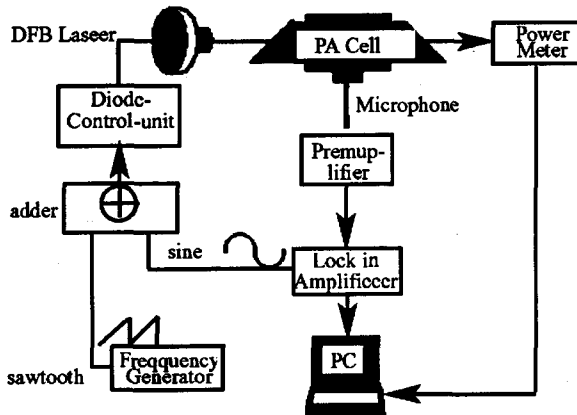 DFB Laseer
PA Cell
Power
Meter
Diode-
Control-unit
Microphone
Premup-
lifier
adder
sine
Lock in
Amplifieecr
PC
sawtooth
Freqquency
Generator